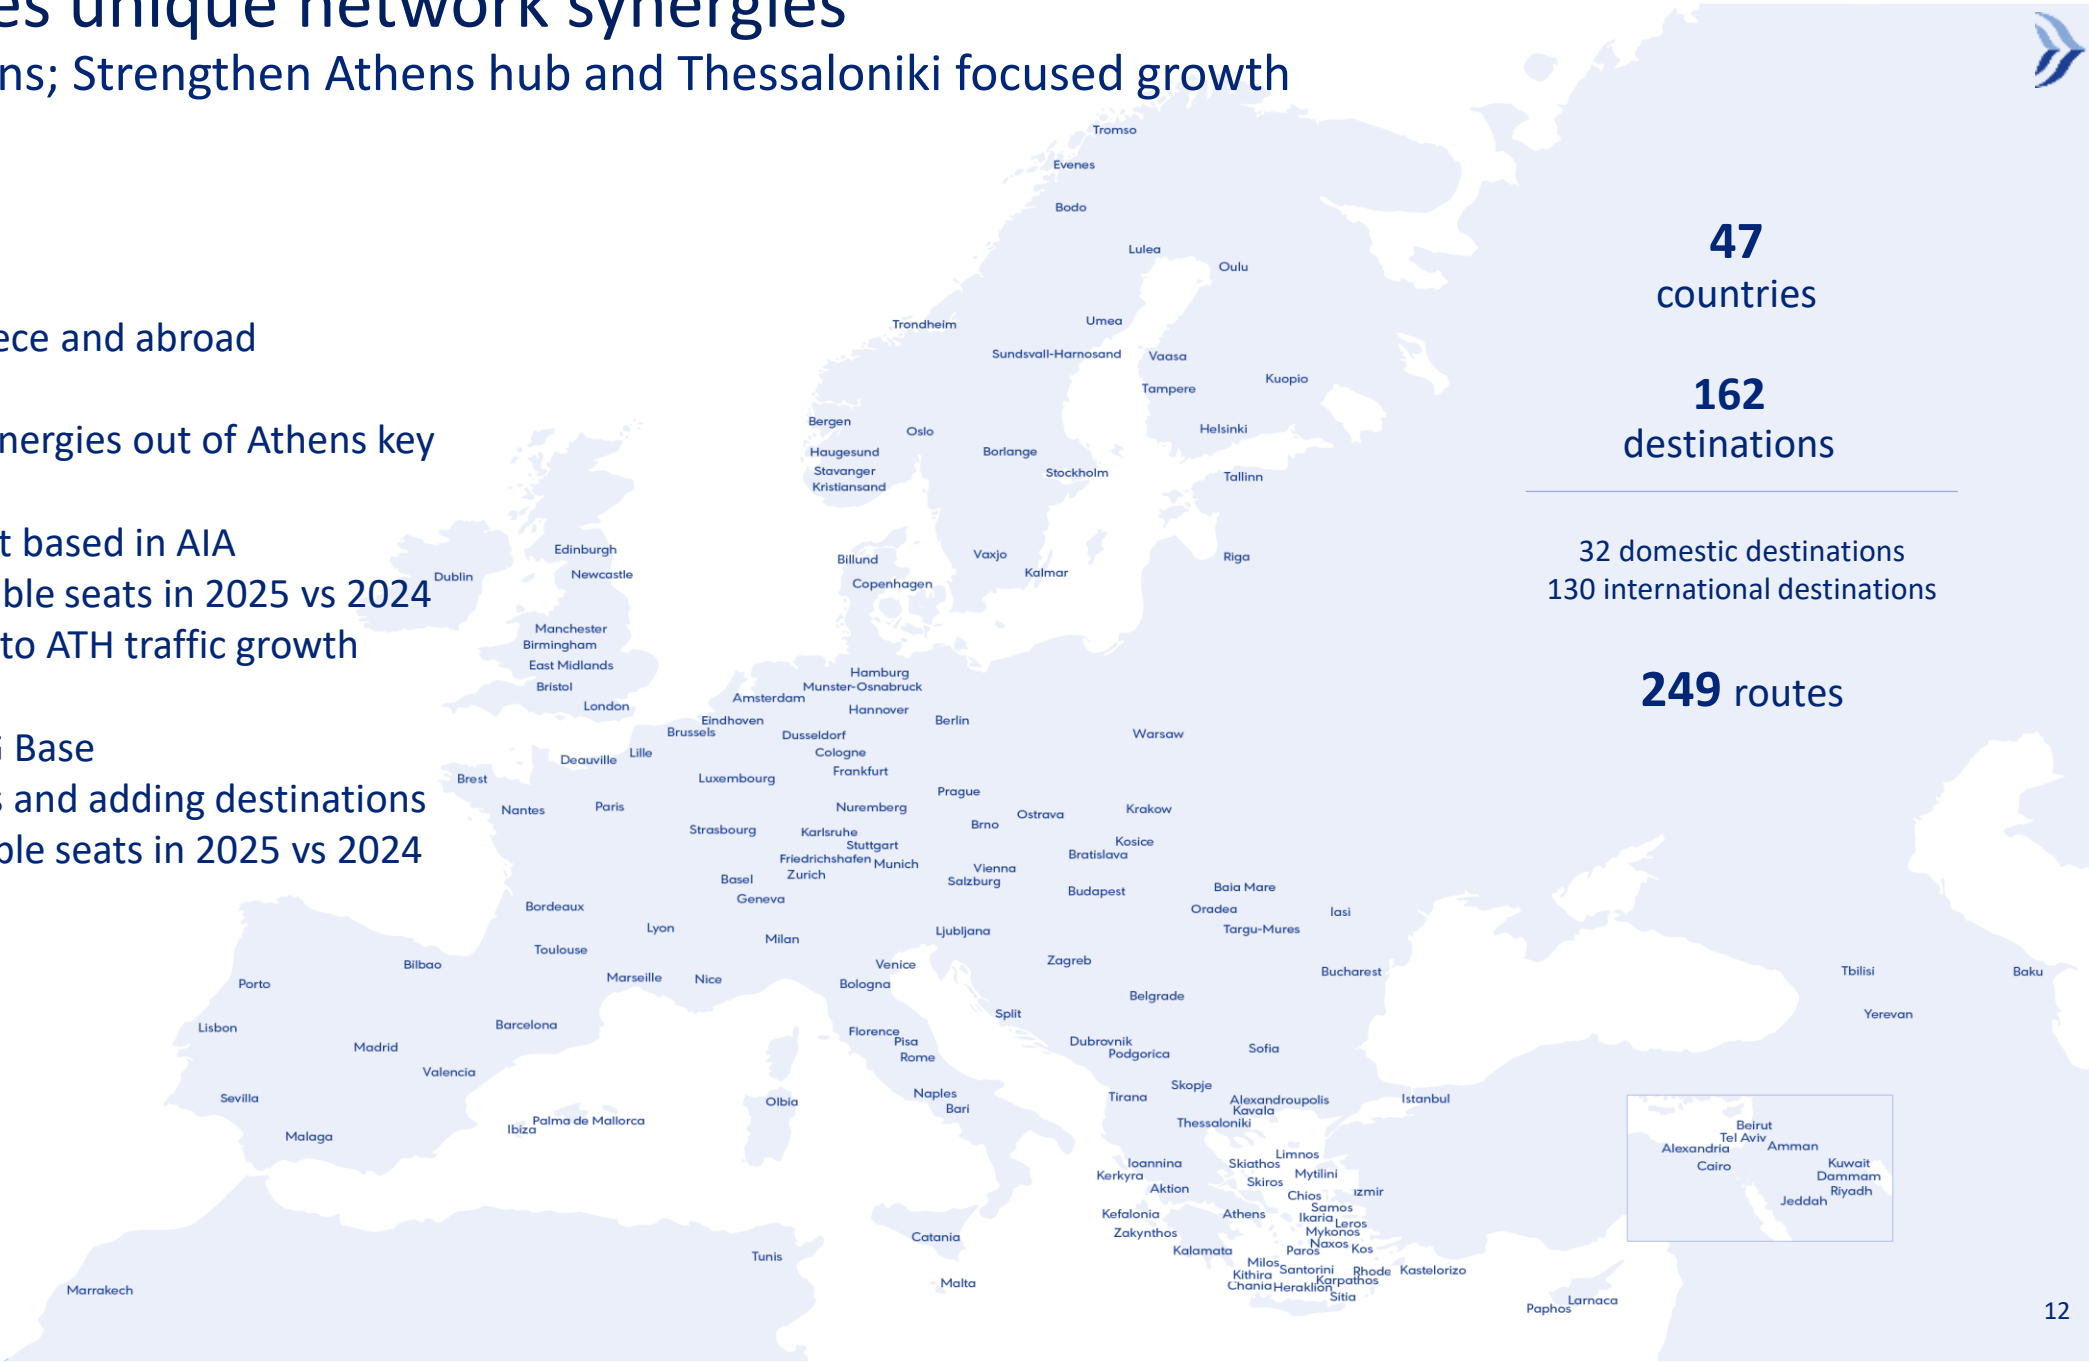 es unique network synergies
ns; Strengthen Athens hub and Thessaloniki focused growth
ece and abroad
nergies out of Athens key
t based in AIA
ble seats in 2025 vs 2024
to ATH traffic growth
Base
s and adding destinations
ble seats in 2025 vs 2024
47
countries
162
destinations
32 domestic destinations
130 international destinations
249 routes
Tromso
Evenes
Bodo
Lulea
Oulu
Trondheim
Umea
Sundsvall-Harnosand
Vaasa
Tampere
Kuopio
Bergen
Oslo
Helsinki
Haugesund
Borlange
Stavanger
Stockholm
Kristiansand
Tallinn
Edinburgh
Billund
Vaxjo
Riga
Dublin
Newcastle
Copenhagen
Kalmar
Manchester
Birmingham
East Midlands
Bristol
London
Hamburg
Munster-Osnabruck
Amsterdam
Hannover
Eindhoven
Berlin
Brussels
Dusseldorf
Warsaw
Deauville
Lille
Cologne
Frankfurt
Brest
Luxembourg
Prague
Nantes
Paris
Nuremberg
Ostrava
Krakow
Strasbourg
Karlsruhe
Brno
Stuttgart
Kosice
Friedrichshafen
Munich
Bratislava
Zurich
Vienna
Basel
Salzburg
Budapest
Baia Mare
Geneva
Bordeaux
Oradea
Iasi
Lyon
Milan
Ljubljana
Targu-Mures
Toulouse
Bilbao
Venice
Zagreb
Porto
Marseille
Nice
Bologna
Bucharest
Tbilisi
Baku
Belgrade
Split
Yerevan
Lisbon
Barcelona
Florence
Pisa
Madrid
Rome
Dubrovnik
Podgorica
Sofia
Valencia
Skopje
Sevilla
Olbia
Naples
Bari
Tirana
Alexandroupolis
Kavala
Istanbul
Ibiza
Palma de Mallorca
Thessaloniki
Malaga
Ioannina
Skiathos
Limnos
Kerkyra
Mytilini
Aktion
Skiros
Chios
Izmir
Kefalonia
Athens
Samos
Ikaria
Leros
Zakynthos
Mykonos
Naxos
Kos
Catania
Kalamata
Paros
Tunis
Milos
Santorini
Rhode
Kastelorizo
Kithira
Karpathos
Marrakech
Malta
Chania
Heraklion
Sitia
Paphos
Larnaca
Beirut
Tel Aviv
Alexandria
Amman
Cairo
Kuwait
Dammam
Riyadh
Jeddah
12